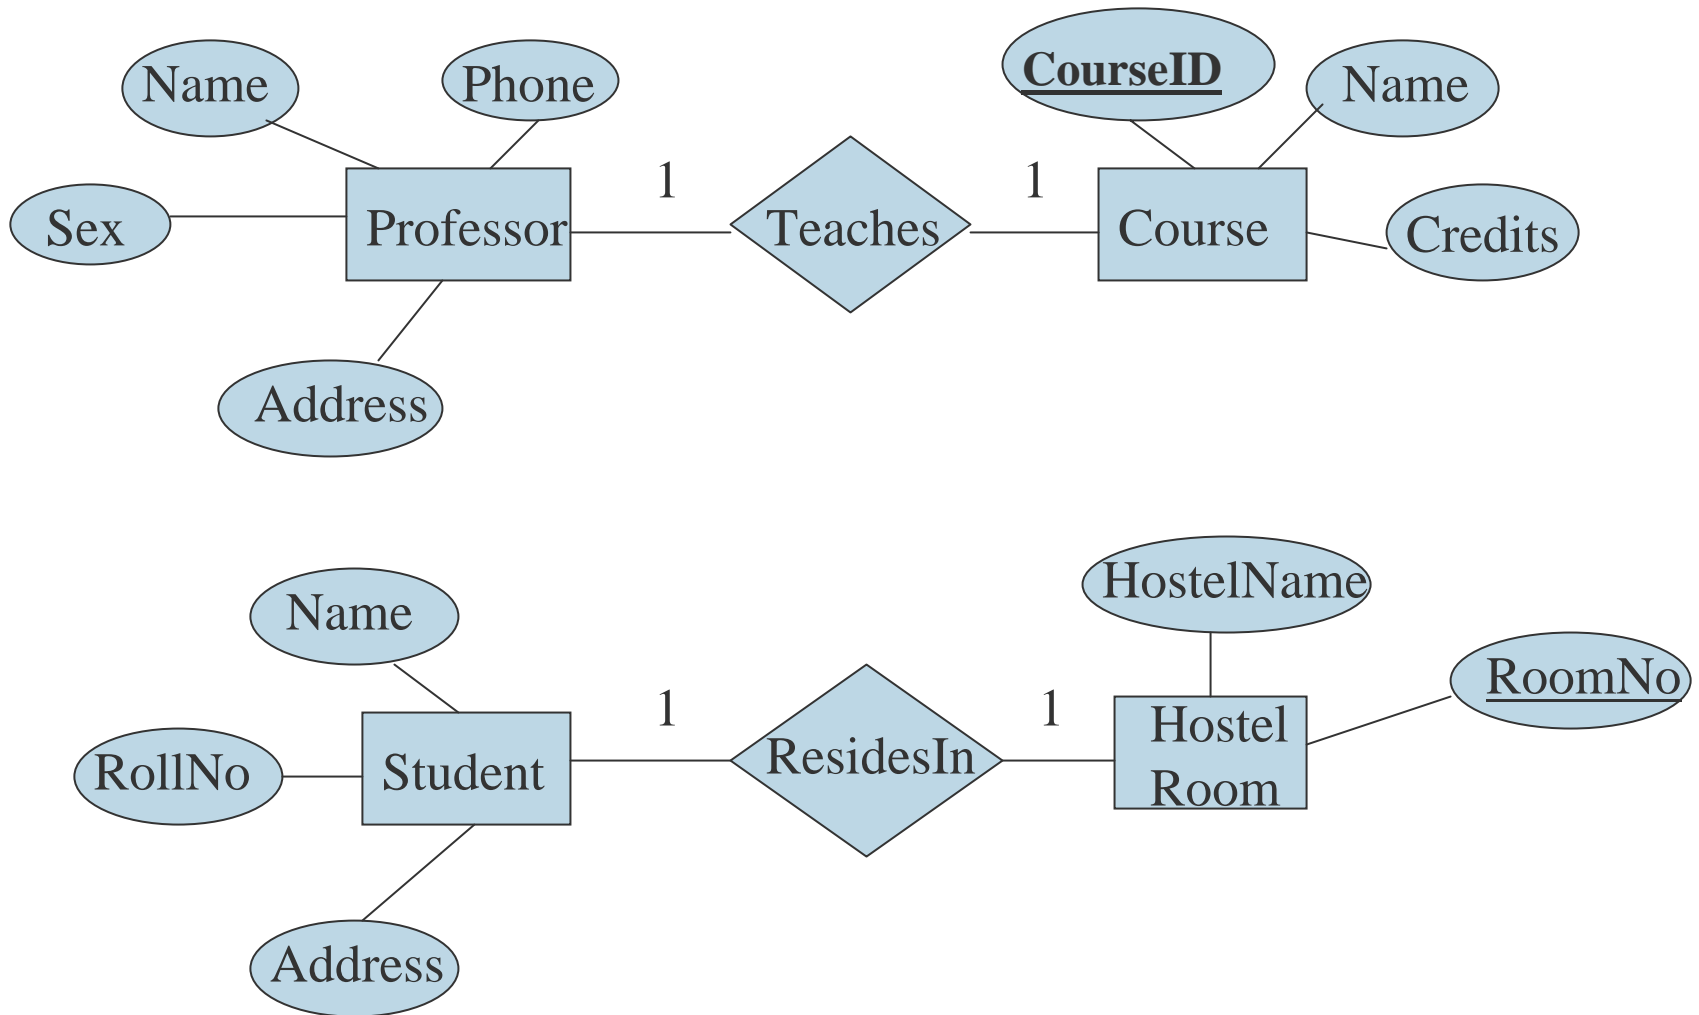 Name
Phone
CourseID
Name
Sex
Professor
1
Teaches
1
Course
Credits
Address
Name
HostelName
RollNo
Student
1
ResidesIn
1
Hostel
Room
RoomNo
Address